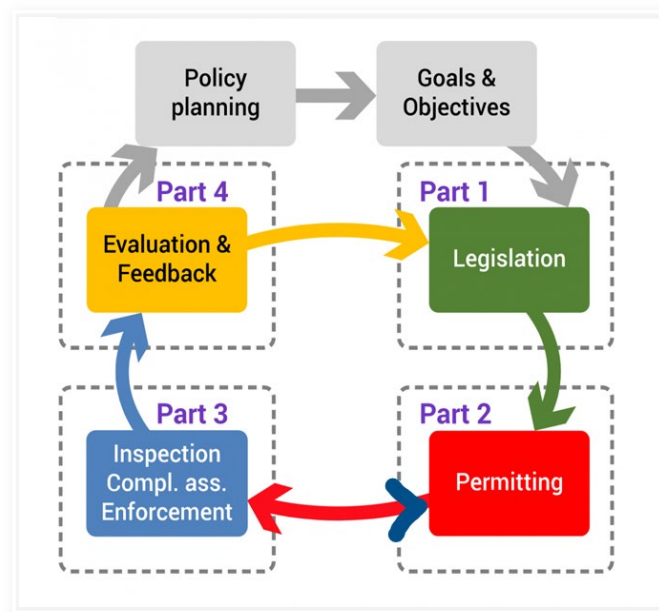 Policy
planning
Goals &
Objectives
Part 4
Evaluation &
Feedback
Part 1
Legislation
Part 3
Inspection
Compl. ass.
Enforcement
Part 2
Permitting